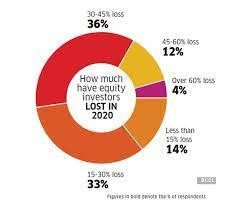 30-45% loss
36%
45-60% loss
12%
Over 60% loss
4%
How much
have equity
investors
LOST IN
2020
Less than
15% loss
14%
15-30% loss
33%
Figures in bold denote the % of respondents